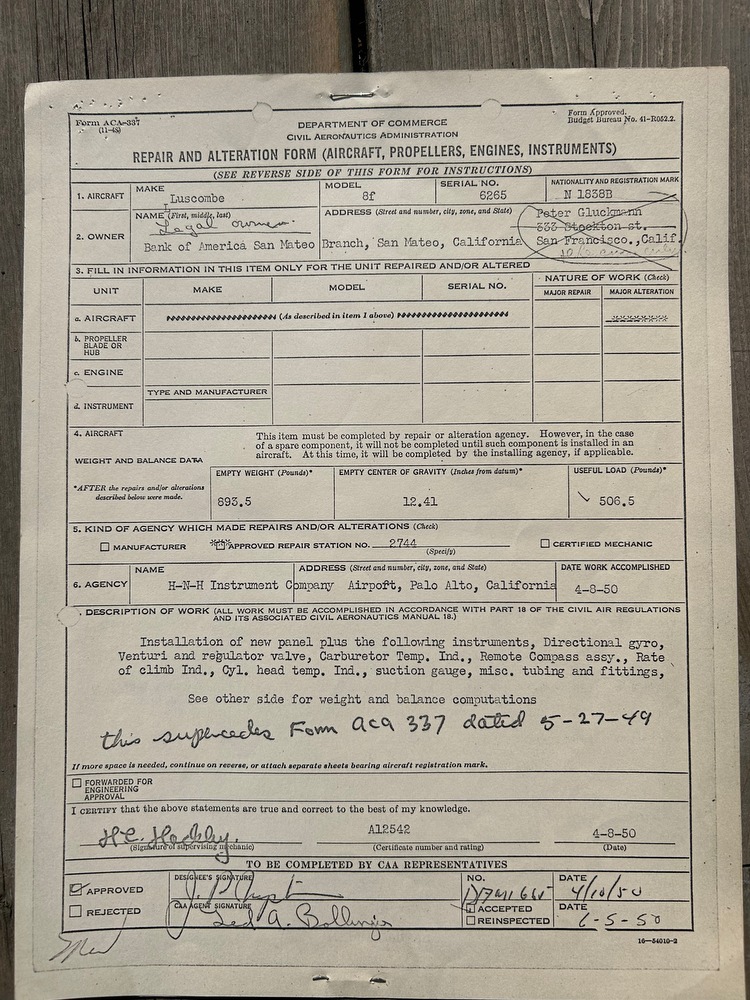 Form ACA-337
(11-48)
Form Approved.
Budget Bureau No. 41-R052.2.
DEPARTMENT OF COMMERCE
CIVIL AERONAUTICS ADMINISTRATION
REPAIR AND ALTERATION FORM (AIRCRAFT, PROPELLERS, ENGINES, INSTRUMENTS)
(SEE REVERSE SIDE OF THIS FORM FOR INSTRUCTIONS)
1. AIRCRAFT
MAKE
Luscombe
MODEL
8f
SERIAL NO.
6265
NATIONALITY AND REGISTRATION MARK
N 1838B
2. OWNER
NAME (First, middle, last)
Legal owner
Bank of America San Mateo Branch, San Mateo, California
ADDRESS (Street and number, city, zone, and State)
Peter Gluckmann
333 Stockton st.
San Francisco.,Calif.
3. FILL IN INFORMATION IN THIS ITEM ONLY FOR THE UNIT REPAIRED AND/OR ALTERED
NATURE OF WORK (Check)
UNIT
MAKE
MODEL
SERIAL NO.
MAJOR REPAIR
MAJOR ALTERATION
a. AIRCRAFT
(As described in item 1 above)
b. PROPELLER
BLADE OR
HUB
c. ENGINE
d. INSTRUMENT
TYPE AND MANUFACTURER
4. AIRCRAFT
WEIGHT AND BALANCE DATA
This item must be completed by repair or alteration agency. However, in the case
of a spare component, it will not be completed until such component is installed in an
aircraft. At this time, it will be completed by the installing agency, if applicable.
*AFTER the repairs and/or alterations
described below were made.
EMPTY WEIGHT (Pounds)*
893.5
EMPTY CENTER OF GRAVITY (Inches from datum)*
12.41
USEFUL LOAD (Pounds)*
506.5
5. KIND OF AGENCY WHICH MADE REPAIRS AND/OR ALTERATIONS (Check)
MANUFACTURER
APPROVED REPAIR STATION NO. 2744
(Specify)
CERTIFIED MECHANIC
6. AGENCY
NAME
ADDRESS (Street and number, city, zone, and State)
H-N-H Instrument Company Airpoft, Palo Alto, California
DATE WORK ACCOMPLISHED
4-8-50
. DESCRIPTION OF WORK (ALL WORK MUST BE ACCOMPLISHED IN ACCORDANCE WITH PART 18 OF THE CIVIL AIR REGULATIONS
AND ITS ASSOCIATED CIVIL AERONAUTICS MANUAL 18.)
Installation of new panel plus the following instruments, Directional gyro,
Venturi and regulator valve, Carburetor Temp. Ind., Remote Compass assy., Rate
of climb Ind., Cyl. head temp. Ind., suction gauge, misc. tubing and fittings,
See other side for weight and balance computations
this supercedes Form aca 337 dated 5-27-49
If more space is needed, continue on reverse, or attach separate sheets bearing aircraft registration mark.
FORWARDED FOR
ENGINEERING
APPROVAL
I CERTIFY that the above statements are true and correct to the best of my knowledge.
(Signature of supervising mechanic)
A12542
(Certificate number and rating)
4-8-50
(Date)
TO BE COMPLETED BY CAA REPRESENTATIVES
APPROVED
REJECTED
DESIGNEE'S SIGNATURE
NO.
DATE
4/10/50
CAA AGENT SIGNATURE
Ted A. Bollinger
ACCEPTED
REINSPECTED
DATE
6-5-50
16—54010-2